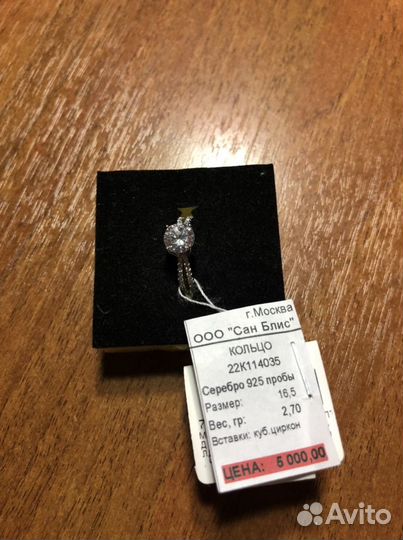 г.Москва
ООО "Сан Блис"
КОЛЬЦО
22К114035
Серебро 925 пробы
Размер: 16,5
Вес, гр: 2,70
Вставки: куб.циркон
ЦЕНА: 5 000,00
Avito